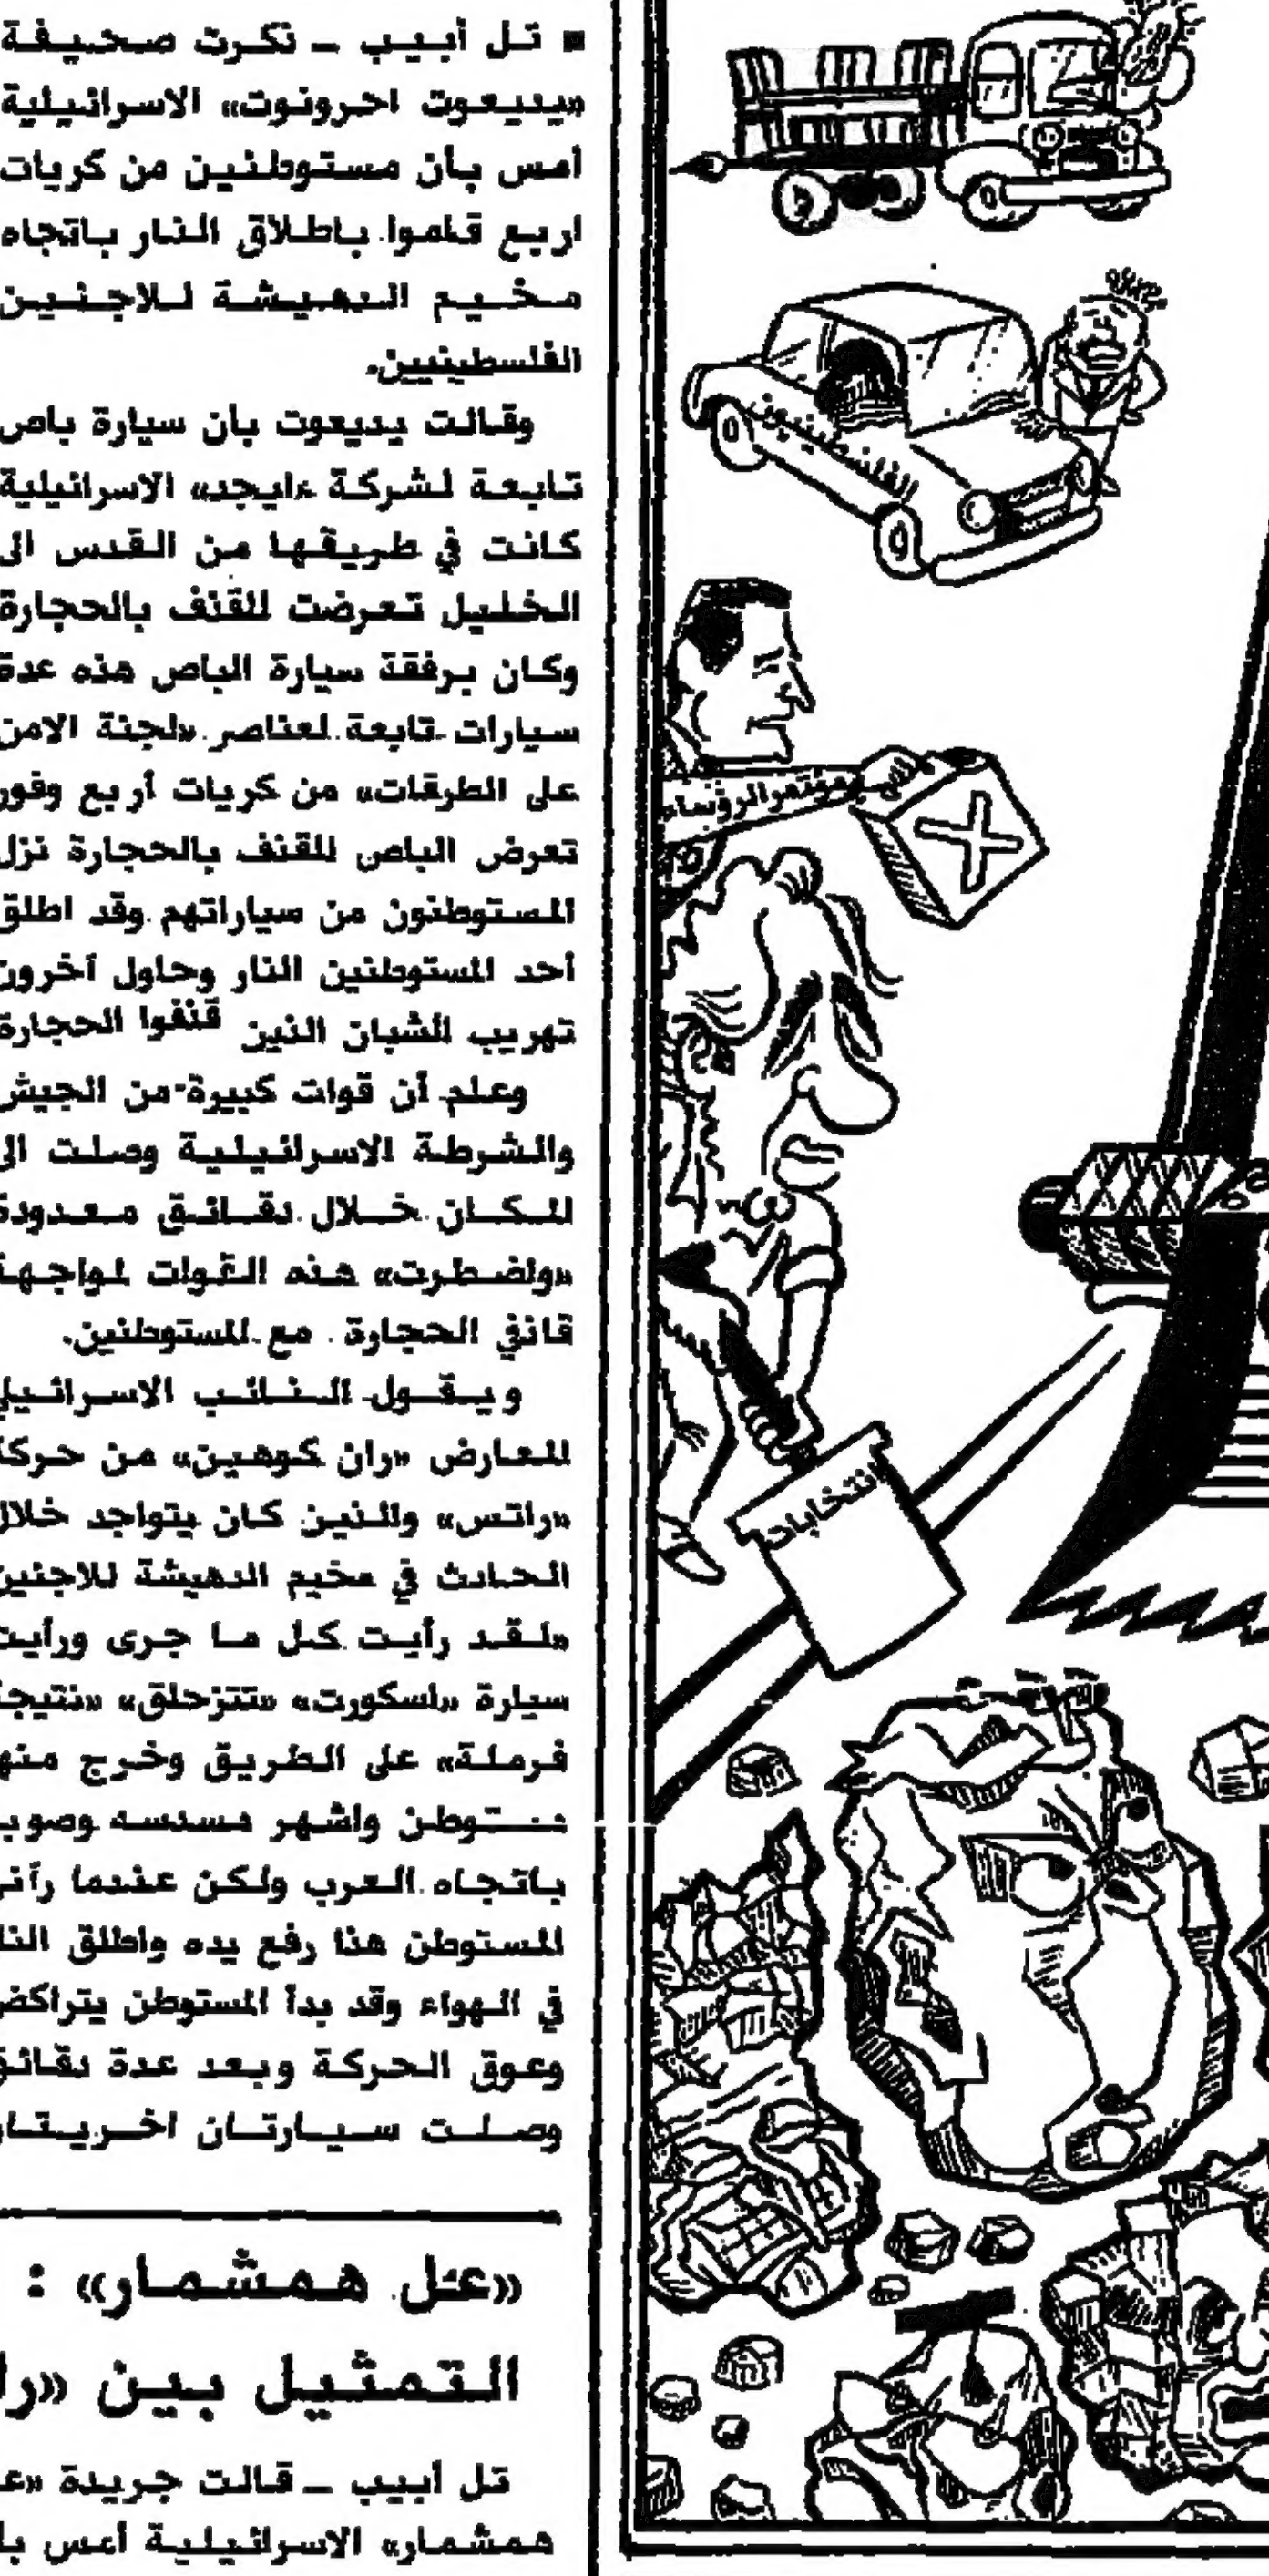 ■ تل أبيب ـ ذكرت صحيفة
«يديعوت احرونوت» الاسرائيلية
أمس بأن مستوطنين من كريات
اربع قاموا باطلاق النار باتجاه
مخيم الدهيشة للاجئين
الفلسطينيين.
وقالت يديعوت بأن سيارة باص
تابعة لشركة «ايجد» الاسرائيلية
كانت في طريقها من القدس الى
الخليل تعرضت للقذف بالحجارة
وكان برفقة سيارة الباص هذه عدة
سيارات تابعة لعناصر «لجنة الامن
على الطرقات» من كريات أربع وفور
تعرض الباص للقذف بالحجارة نزل
المستوطنون من سياراتهم وقد اطلق
أحد المستوطنين النار وحاول آخرون
تهريب الشبان الذين قذفوا الحجارة
وعلم أن قوات كبيرة من الجيش
والشرطة الاسرائيلية وصلت الى
المكان خلال دقائق معدودة
«واضطرت» هذه القوات لمواجهة
قاذفي الحجارة مع المستوطنين.
ويقول النائب الاسرائيلي
المعارض «ران كوهين» من حركة
«راتس» والذين كان يتواجد خلال
الحادث في مخيم الدهيشة للاجئين
«لقد رأيت كل ما جرى ورأيت
سيارة «اسكورت» «تتزحلق» «نتيجة
فرملة» على الطريق وخرج منها
مستوطن واشهر مسدسه وصوبه
باتجاه العرب ولكن عندما رآني
المستوطن هذا رفع يده واطلق النار
في الهواء وقد بدأ المستوطن يتراكض
وعوق الحركة وبعد عدة دقائق
وصلت سيارتان اخريتان
«عل همشمار» :
التمثيل بين «را
تل أبيب ـ قالت جريدة «عل
همشمار» الاسرائيلية أمس با
الفلسطينيون
مؤتمر الرؤساء
انتخابات